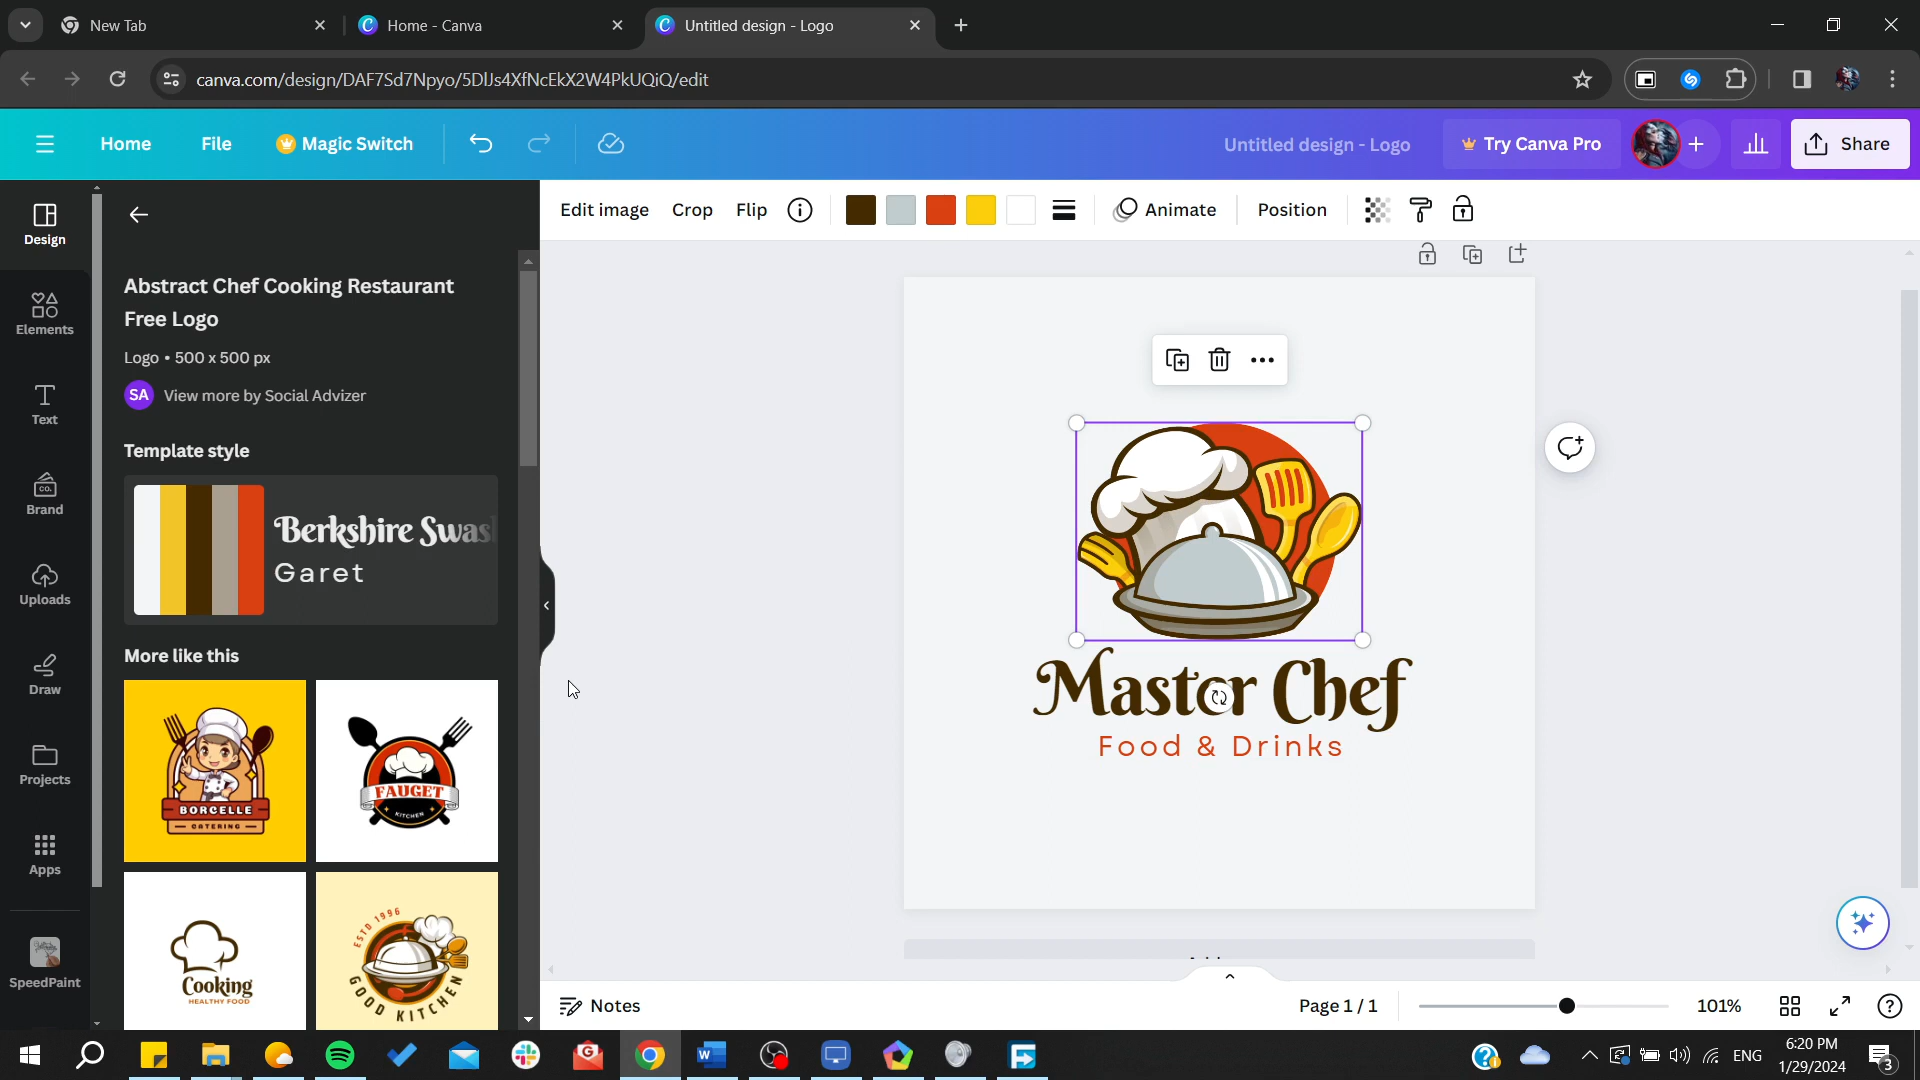 New Tab
Home - Canva
Untitled design - Logo
canva.com/design/DAF7Sd7Npyo/5DIJs4XfNcEkX2W4PkUQiQ/edit
Home
File
Magic Switch
Untitled design - Logo
Try Canva Pro
Share
Design
Elements
Text
CO.
Brand
Uploads
Draw
Projects
Apps
SpeedPaint
Abstract Chef Cooking Restaurant
Free Logo
Logo • 500 x 500 px
SA View more by Social Advizer
Template style
Berkshire Swas
Garet
More like this
BORCELLE
CATERING
FAUGET
KITCHEN
Cooking
HEALTHY FOOD
ESTD 1996
GOOD KITCHEN
Edit image
Crop
Flip
Animate
Position
Master Chef
Food & Drinks
Notes
Page 1 / 1
101%
ENG
6:20 PM
1/29/2024
3